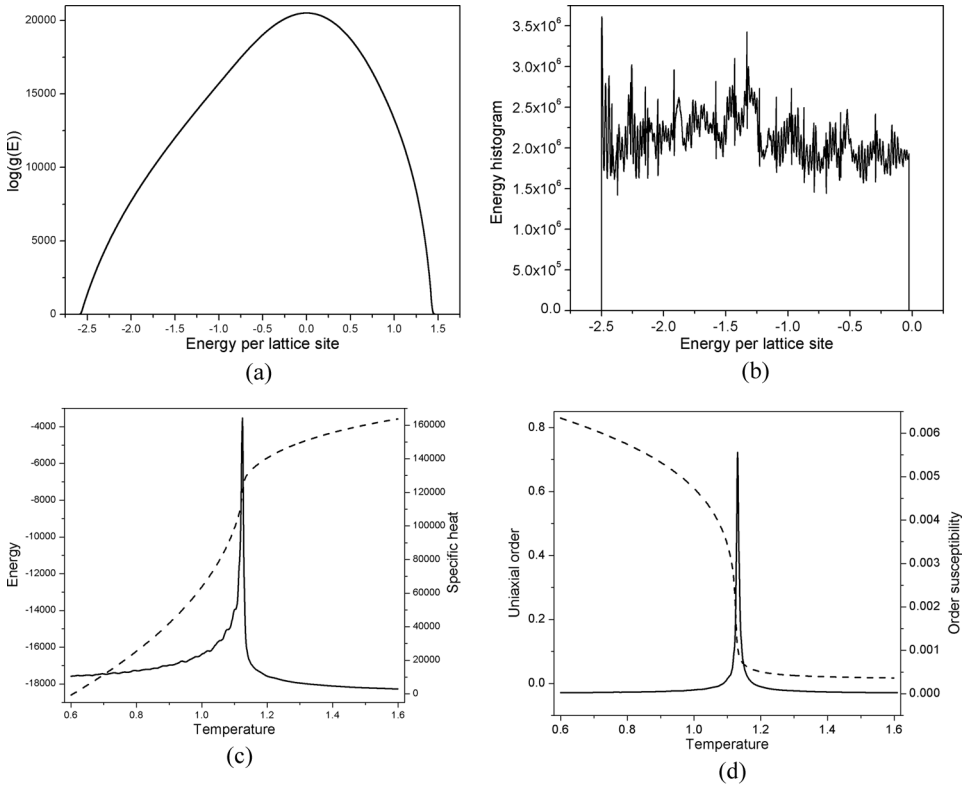 20000
15000
10000
5000
0
log(g(E))
-2.5 -2.0 -1.5 -1.0 -0.5 0.0 0.5 1.0 1.5
Energy per lattice site
(a)
3.5x10⁶
3.0x10⁶
2.5x10⁶
2.0x10⁶
1.5x10⁶
1.0x10⁶
5.0x10⁵
0.0
Energy histogram
-2.5 -2.0 -1.5 -1.0 -0.5 0.0
Energy per lattice site
(b)
-4000
-6000
-8000
-10000
-12000
-14000
-16000
-18000
Energy
160000
140000
120000
100000
80000
60000
40000
20000
0
Specific heat
0.6 0.8 1.0 1.2 1.4 1.6
Temperature
(c)
0.8
0.6
0.4
0.2
0.0
Uniaxial order
0.006
0.005
0.004
0.003
0.002
0.001
0.000
Order susceptibility
0.6 0.8 1.0 1.2 1.4 1.6
Temperature
(d)